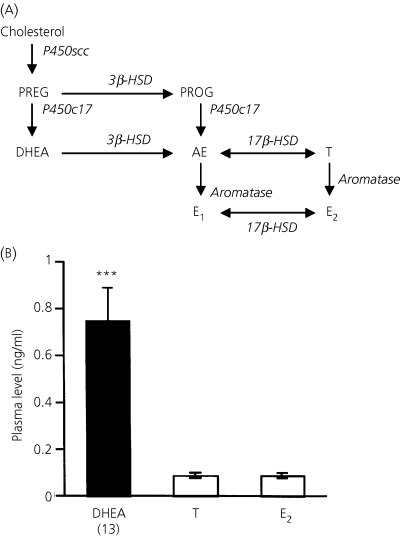 (A)
Cholesterol
P450scc
PREG 3β-HSD PROG
P450c17 P450c17
DHEA 3β-HSD AE 17β-HSD T
Aromatase Aromatase
E1 17β-HSD E2
(B)
Plasma level (ng/ml)
1
0.8
0.6
0.4
0.2
0
***
DHEA T E2
(13)